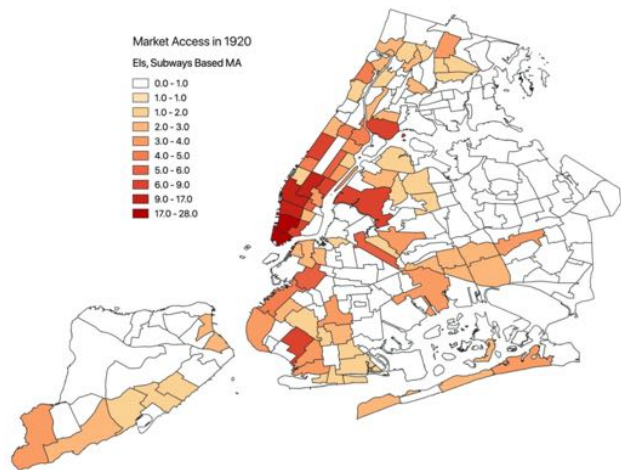 Market Access in 1920
Els, Subways Based MA
0.0 - 1.0
1.0 - 1.0
1.0 - 2.0
2.0 - 3.0
3.0 - 4.0
4.0 - 5.0
5.0 - 6.0
6.0 - 9.0
9.0 - 17.0
17.0 - 28.0